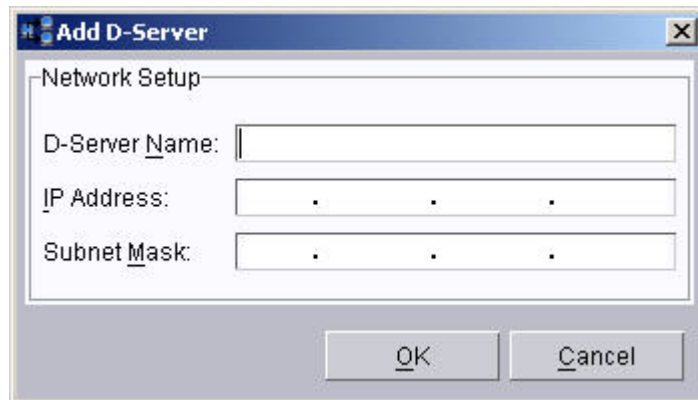 Add D-Server
Network Setup
D-Server Name:
IP Address: . . .
Subnet Mask: . . .
OK Cancel